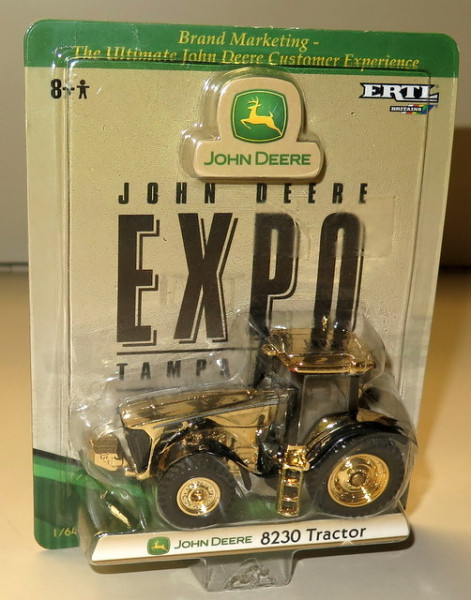 Brand Marketing -
The Ultimate John Deere Customer Experience
8+
ERTL
BRITAINS
JOHN DEERE
JOHN DEERE
EXPO
TAMPA
1/64
JOHN DEERE 8230 Tractor